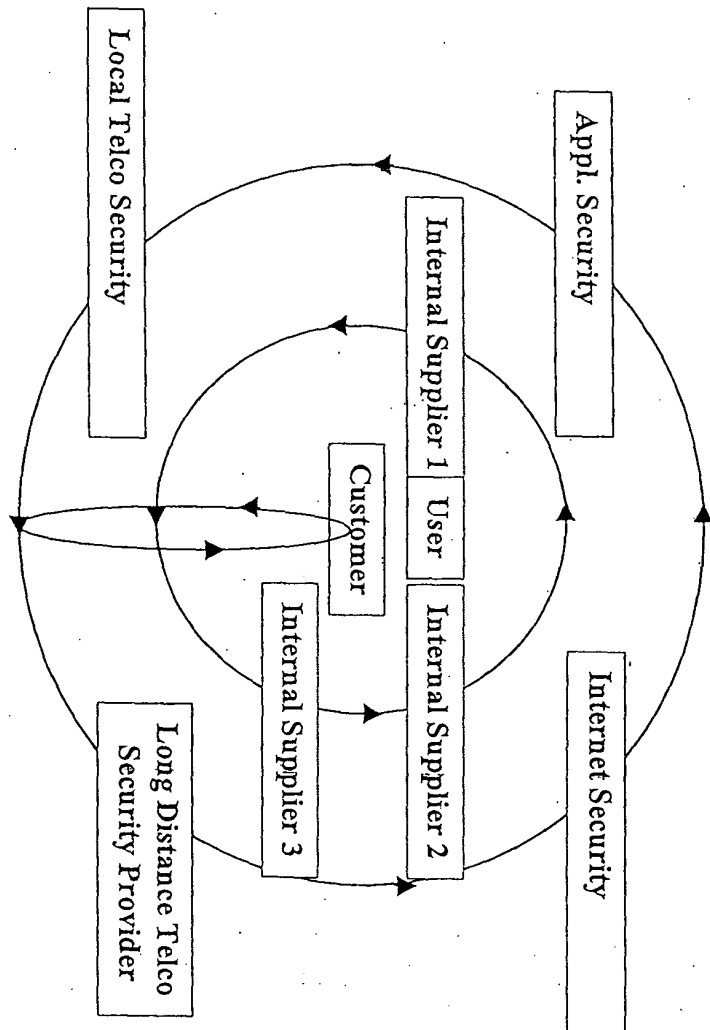 Appl. Security
Internet Security
Internal Supplier 1
User
Internal Supplier 2
Customer
Internal Supplier 3
Local Telco Security
Long Distance Telco
Security Provider